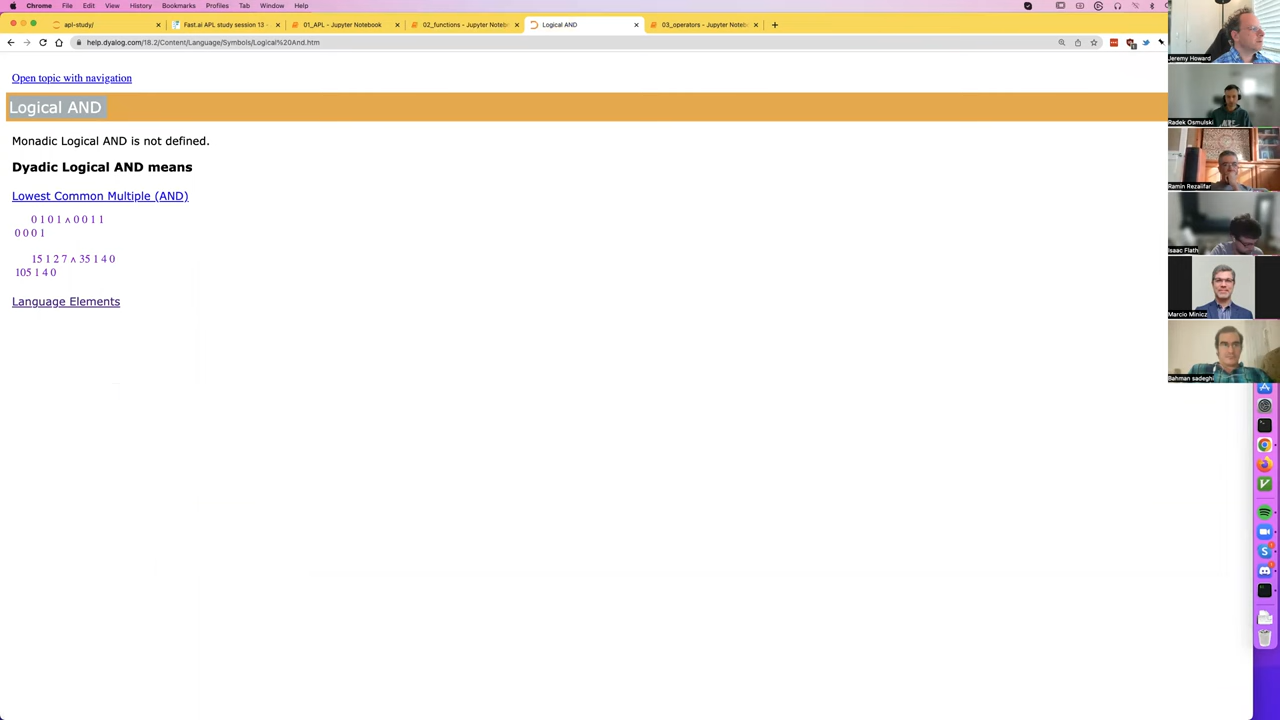 Chrome File Edit View History Bookmarks Profiles Tab Window Help
apl-study/
Fast.ai APL study session 13 -
01_APL - Jupyter Notebook
02_functions - Jupyter Noteb
Logical AND
03_operators - Jupyter Noteb
help.dyalog.com/18.2/Content/Language/Symbols/Logical%20And.htm
Open topic with navigation
Logical AND
Monadic Logical AND is not defined.
Dyadic Logical AND means
Lowest Common Multiple (AND)
0 1 0 1 ∧ 0 0 1 1
0 0 0 1
15 1 2 7 ∧ 35 1 4 0
105 1 4 0
Language Elements
Jeremy Howard
Radek Osmulski
Ramin Rezaiifar
Isaac Flath
Marcio Minicz
Bahman sadeghi